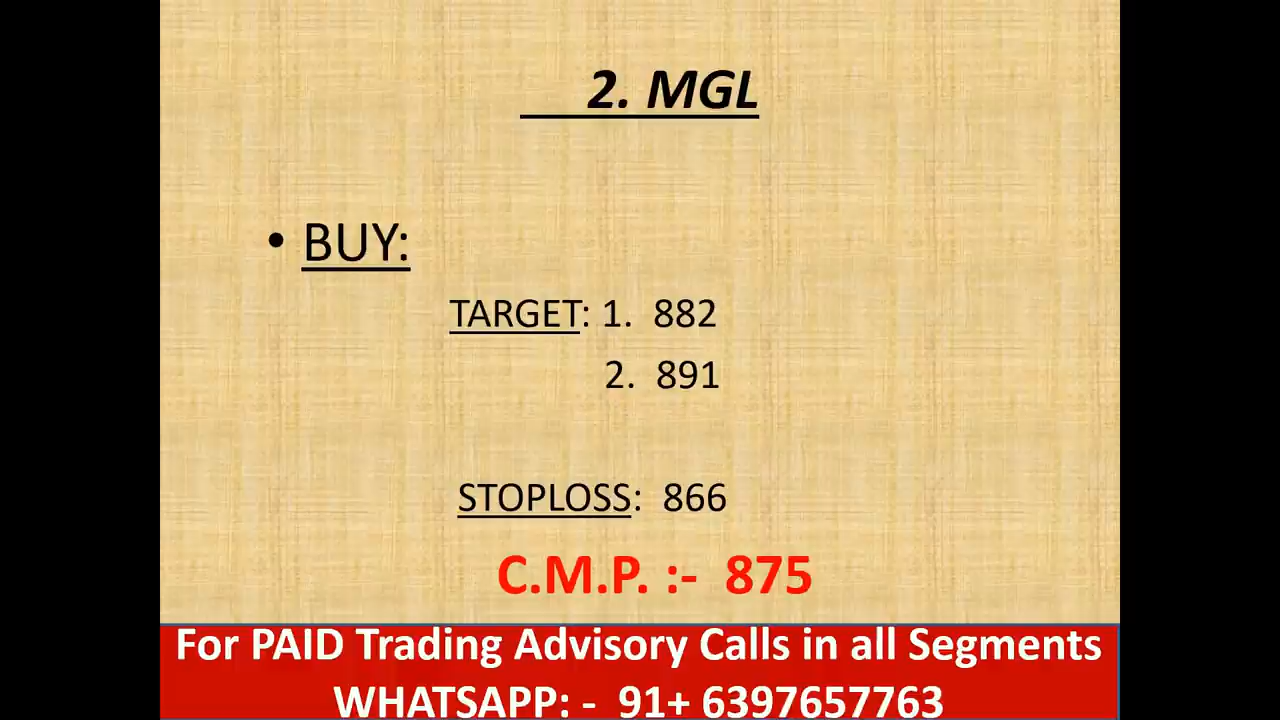 2. MGL
• BUY:
TARGET: 1. 882
2. 891
STOPLOSS: 866
C.M.P. :- 875
For PAID Trading Advisory Calls in all Segments
WHATSAPP: - 91+ 6397657763